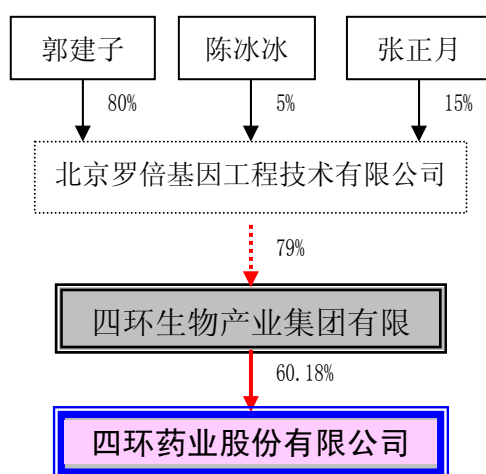 郭建子 陈冰冰 张正月
80% 5% 15%
北京罗倍基因工程技术有限公司
79%
四环生物产业集团有限
60.18%
四环药业股份有限公司